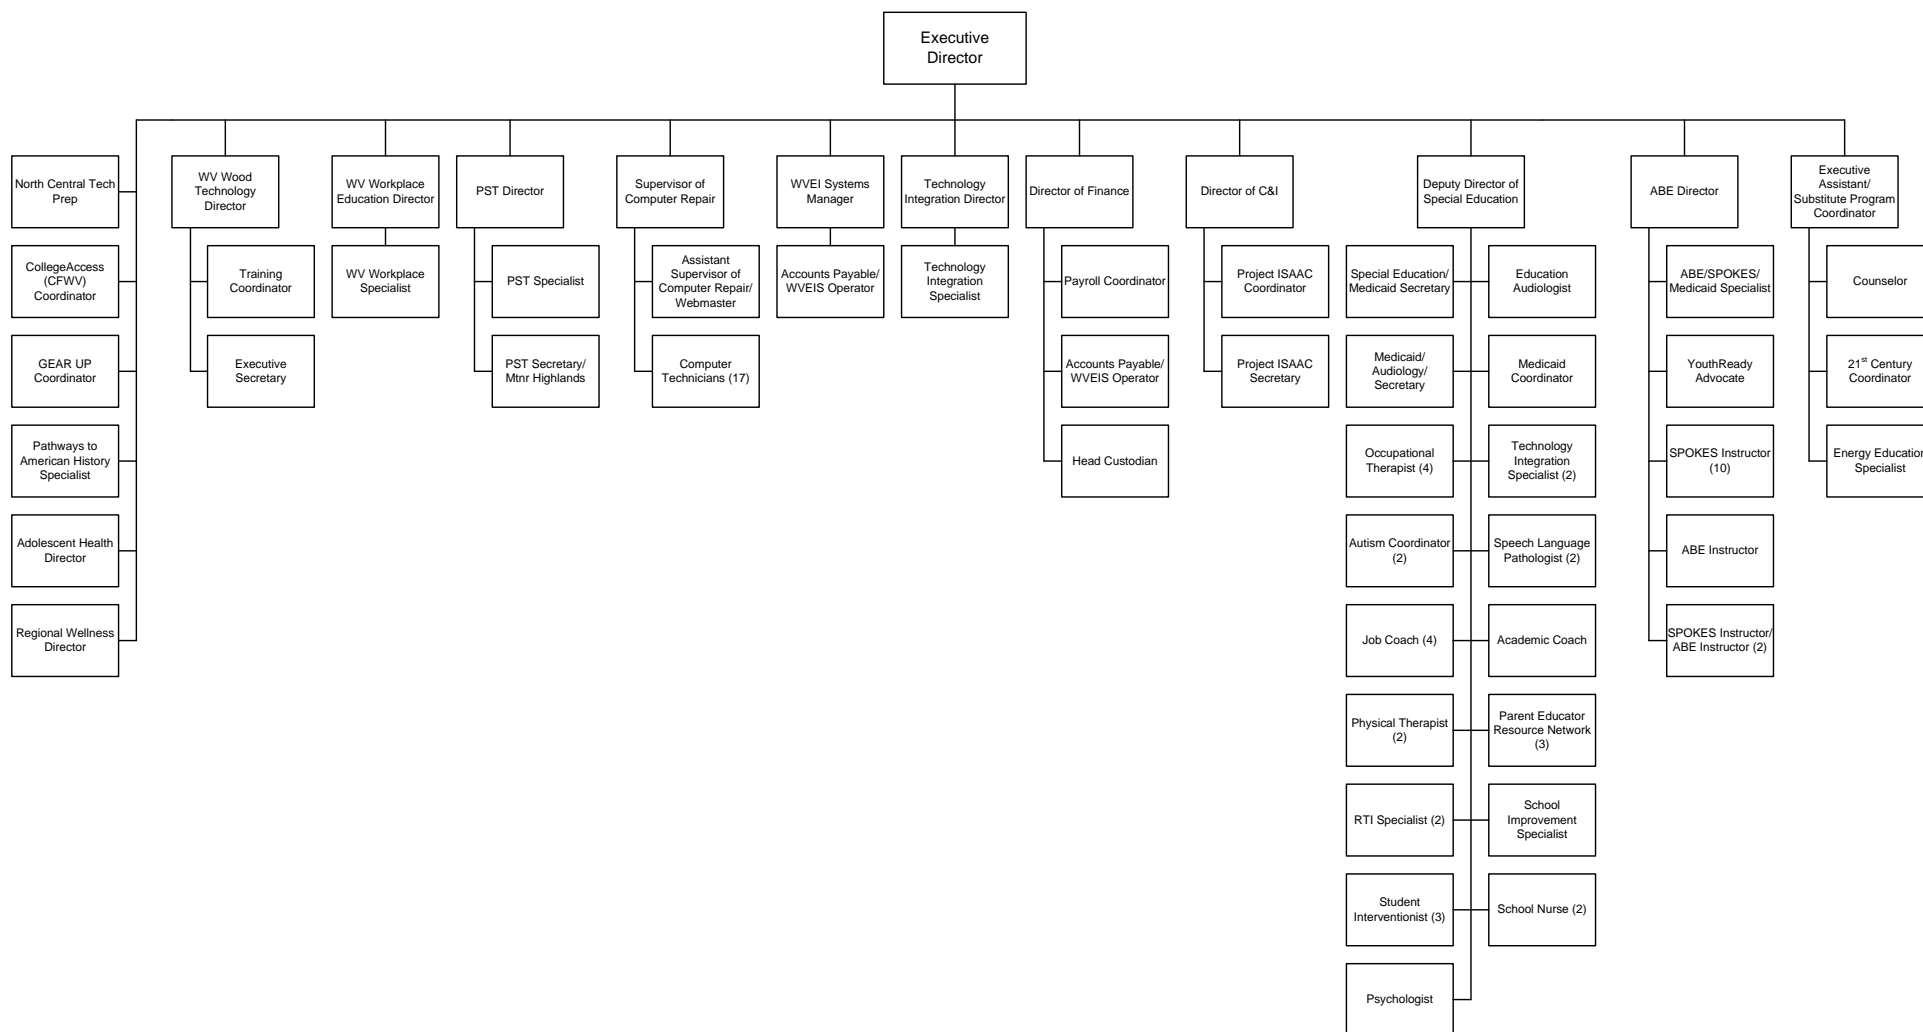 Executive
Director
North Central Tech
Prep
WV Wood
Technology
Director
WV Workplace
Education Director
PST Director
Supervisor of
Computer Repair
WVEI Systems
Manager
Technology
Integration Director
Director of Finance
Director of C&I
Deputy Director of
Special Education
ABE Director
Executive
Assistant/
Substitute Program
Coordinator
CollegeAccess
(CFWV)
Coordinator
Training
Coordinator
WV Workplace
Specialist
PST Specialist
Assistant
Supervisor of
Computer Repair/
Webmaster
Accounts Payable/
WVEIS Operator
Technology
Integration
Specialist
Payroll Coordinator
Project ISAAC
Coordinator
Special Education/
Medicaid Secretary
Education
Audiologist
ABE/SPOKES/
Medicaid Specialist
Counselor
GEAR UP
Coordinator
Executive
Secretary
PST Secretary/
Mtnr Highlands
Computer
Technicians (17)
Accounts Payable/
WVEIS Operator
Project ISAAC
Secretary
Medicaid/
Audiology/
Secretary
Medicaid
Coordinator
YouthReady
Advocate
21st Century
Coordinator
Pathways to
American History
Specialist
Head Custodian
Occupational
Therapist (4)
Technology
Integration
Specialist (2)
SPOKES Instructor
(10)
Energy Education
Specialist
Adolescent Health
Director
Autism Coordinator
(2)
Speech Language
Pathologist (2)
ABE Instructor
Regional Wellness
Director
Job Coach (4)
Academic Coach
SPOKES Instructor/
ABE Instructor (2)
Physical Therapist
(2)
Parent Educator
Resource Network
(3)
RTI Specialist (2)
School
Improvement
Specialist
Student
Interventionist (3)
School Nurse (2)
Psychologist